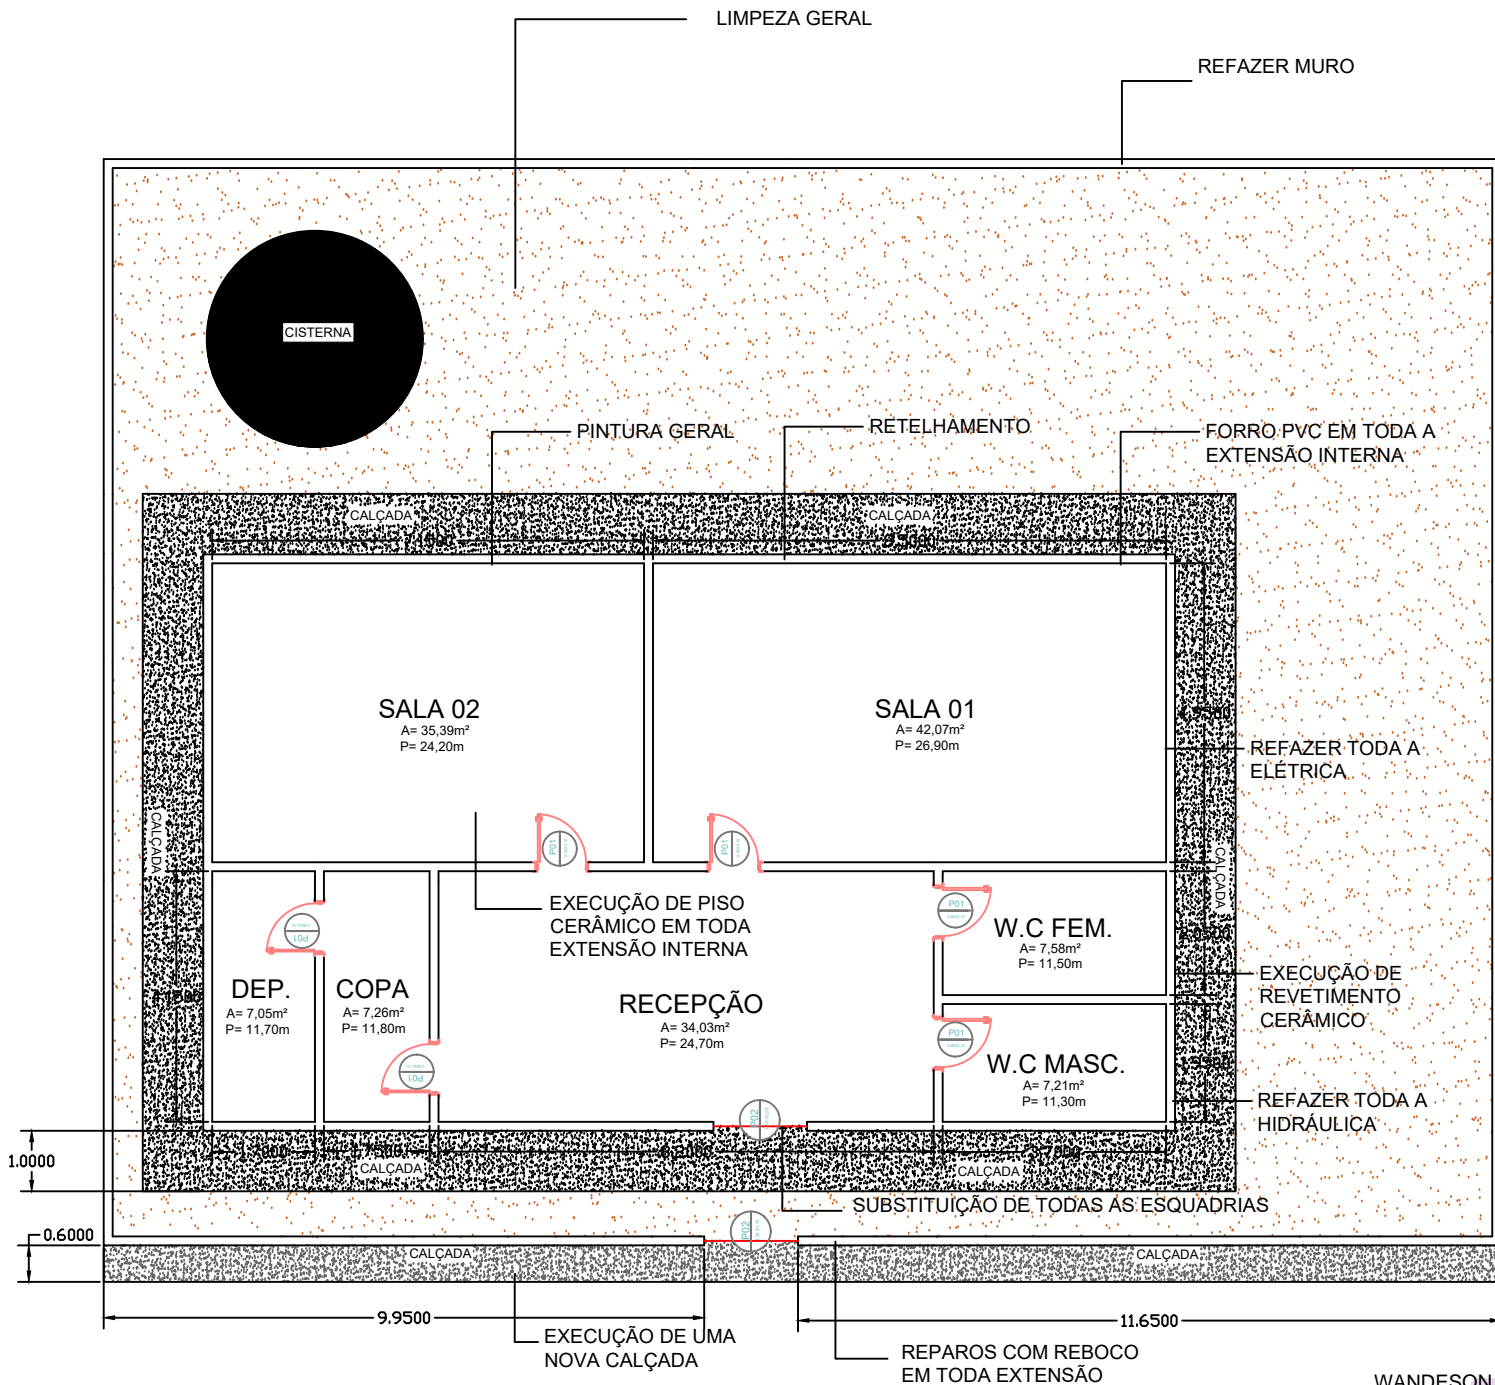 LIMPEZA GERAL
REFAZER MURO
CISTERNA
PINTURA GERAL
RETELHAMENTO
FORRO PVC EM TODA A
EXTENSÃO INTERNA
CALÇADA
CALÇADA
SALA 02
A= 35,39m²
P= 24,20m
SALA 01
A= 42,07m²
P= 26,90m
REFAZER TODA A
ELÉTRICA
CALÇADA
CALÇADA
P01
P01
EXECUÇÃO DE PISO
CERÂMICO EM TODA
EXTENSÃO INTERNA
P01
P01
W.C FEM.
A= 7,58m²
P= 11,50m
DEP.
A= 7,05m²
P= 11,70m
COPA
A= 7,26m²
P= 11,80m
RECEPÇÃO
A= 34,03m²
P= 24,70m
EXECUÇÃO DE
REVETIMENTO
CERÂMICO
P01
P01
W.C MASC.
A= 7,21m²
P= 11,30m
REFAZER TODA A
HIDRÁULICA
P02
1.0000
CALÇADA
CALÇADA
SUBSTITUIÇÃO DE TODAS AS ESQUADRIAS
P02
0.6000
CALÇADA
CALÇADA
9.9500
11.6500
EXECUÇÃO DE UMA
NOVA CALÇADA
REPAROS COM REBOCO
EM TODA EXTENSÃO
WANDESON